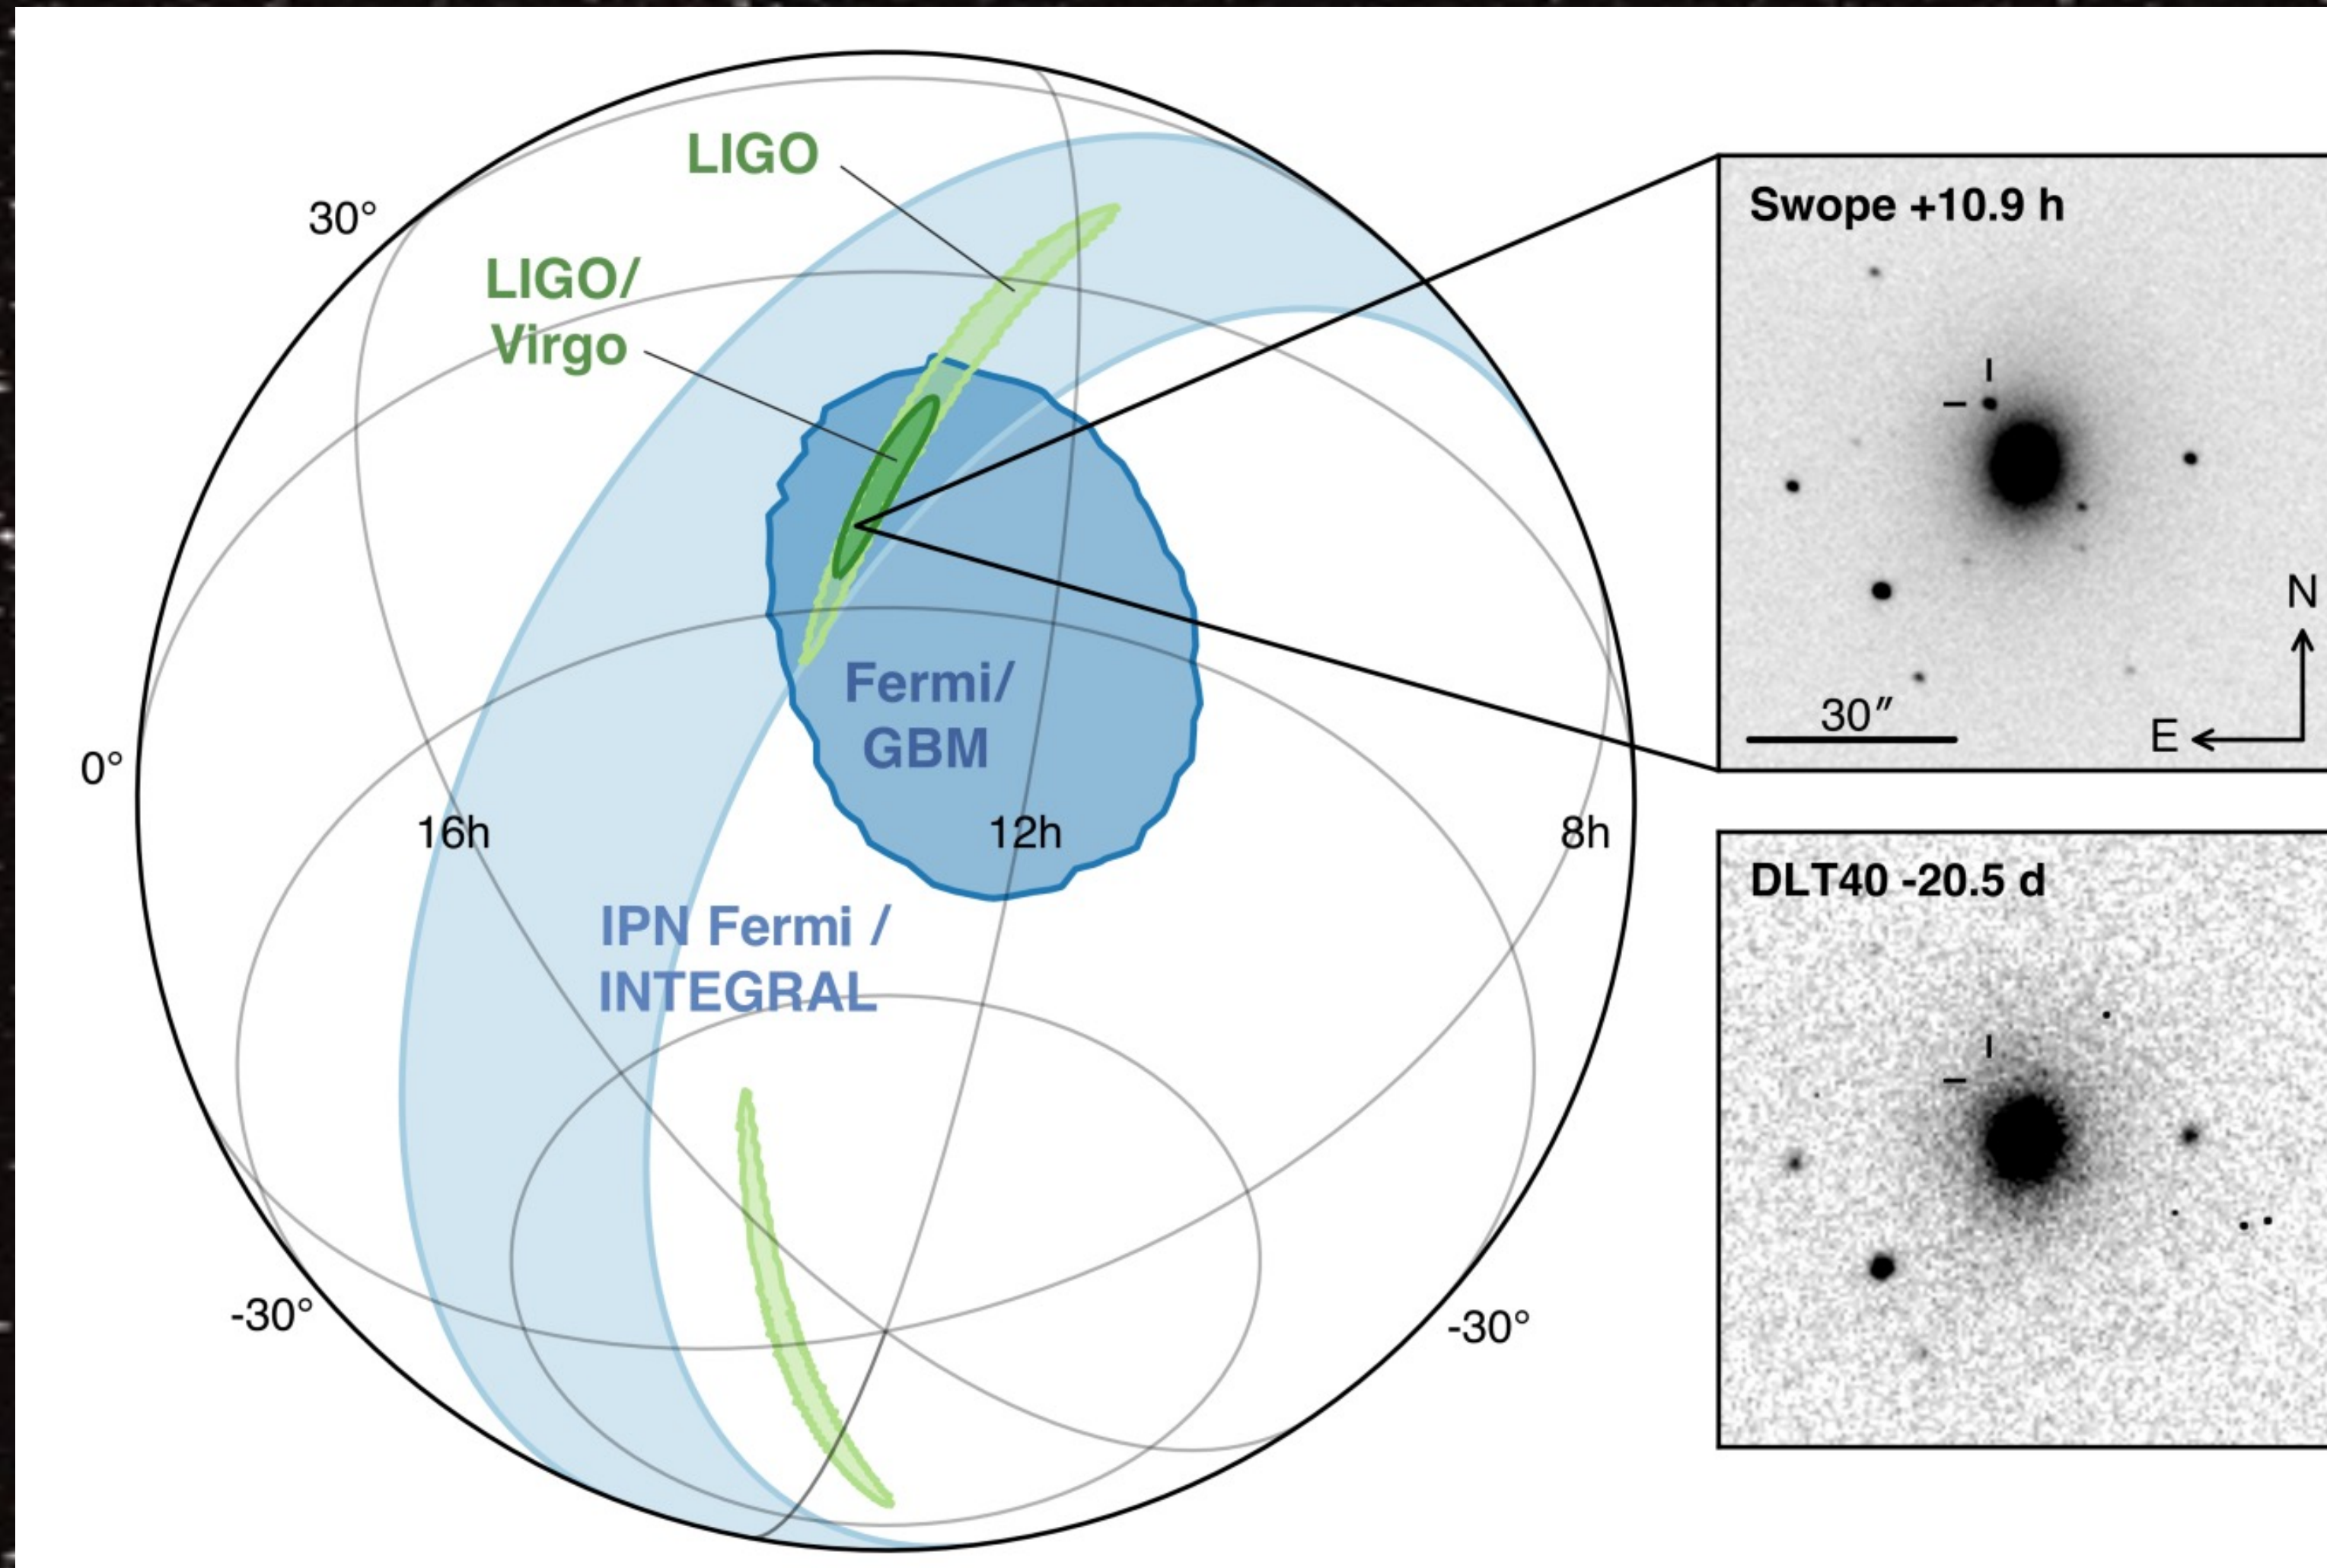 LIGO
30°
LIGO/
Virgo
Fermi/
GBM
0°
16h
12h
8h
IPN Fermi /
INTEGRAL
-30°
-30°
Swope +10.9 h
N
30″
E
DLT40 -20.5 d